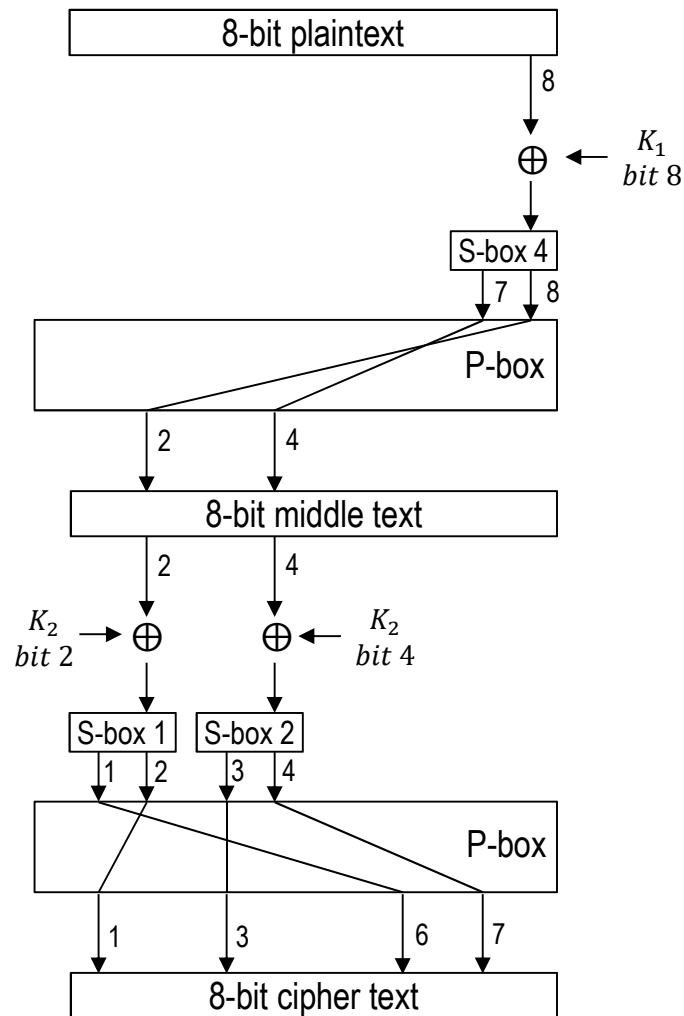 8-bit plaintext
8
K₁
bit 8
S-box 4
7 8
P-box
2 4
8-bit middle text
2 4
K₂ K₂
bit 2 bit 4
S-box 1 S-box 2
1 2 3 4
P-box
1 3 6 7
8-bit cipher text